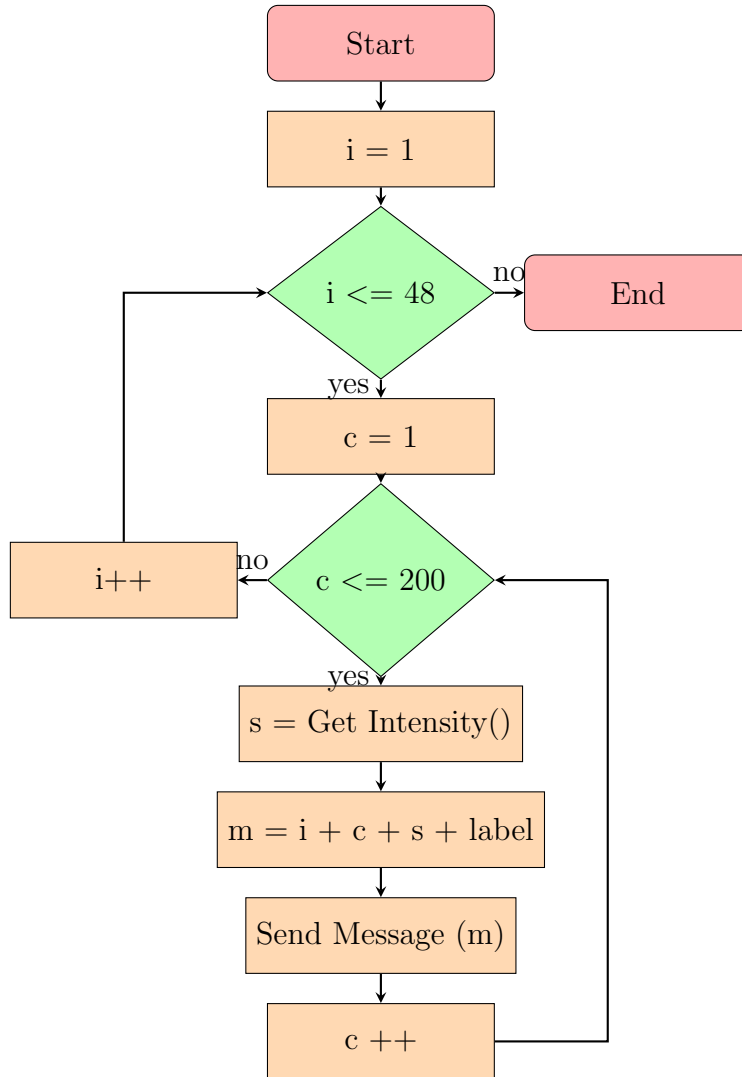 Start
i = 1
i <= 48
no
End
yes
c = 1
no
i++
c <= 200
yes
s = Get Intensity()
m = i + c + s + label
Send Message (m)
c ++